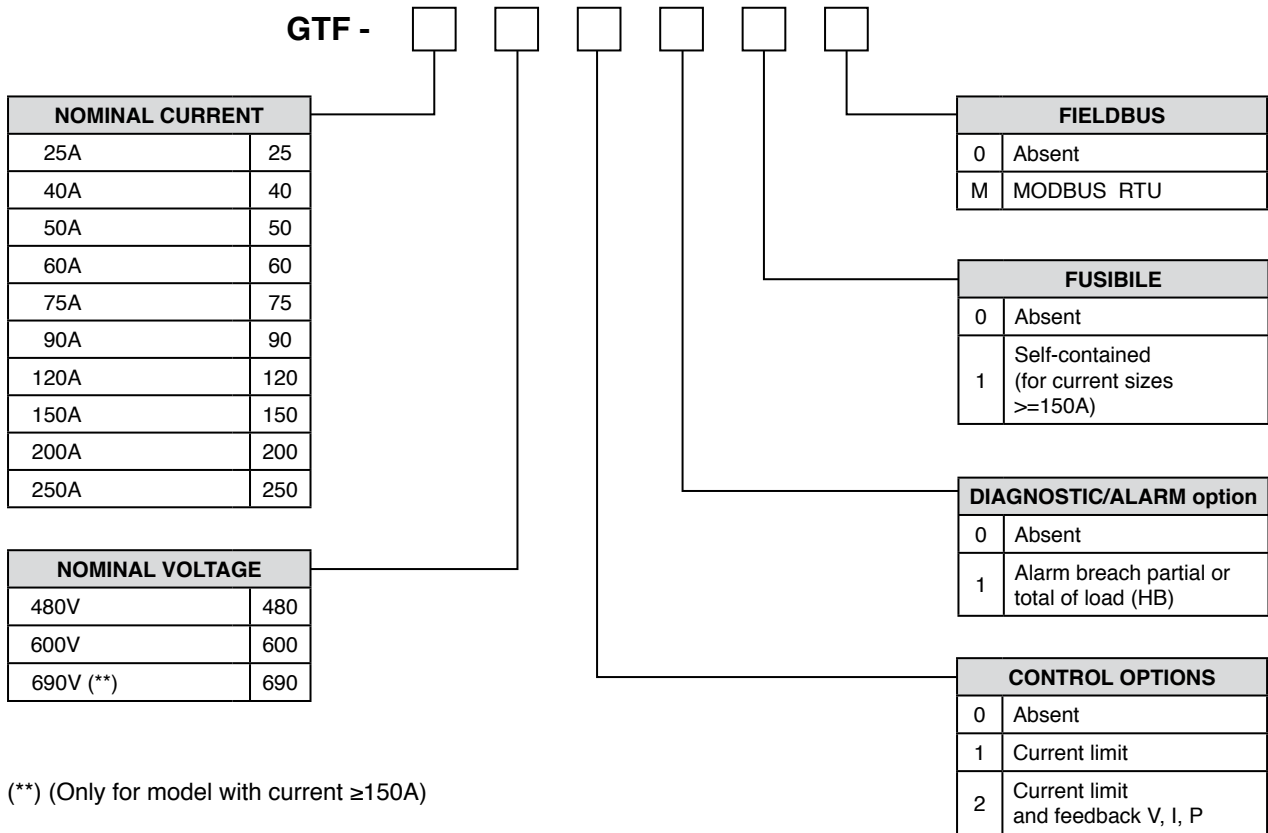 GTF -
NOMINAL CURRENT
25A 25
40A 40
50A 50
60A 60
75A 75
90A 90
120A 120
150A 150
200A 200
250A 250
NOMINAL VOLTAGE
480V 480
600V 600
690V (**) 690
(**) (Only for model with current ≥150A)
FIELDBUS
0 Absent
M MODBUS RTU
FUSIBILE
0 Absent
1 Self-contained
(for current sizes
>=150A)
DIAGNOSTIC/ALARM option
0 Absent
1 Alarm breach partial or
total of load (HB)
CONTROL OPTIONS
0 Absent
1 Current limit
2 Current limit
and feedback V, I, P